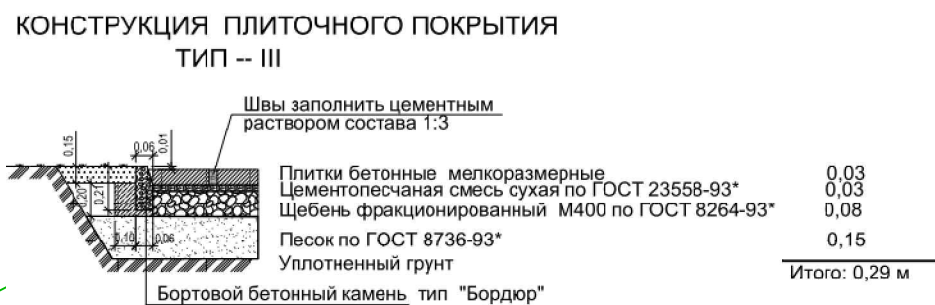 КОНСТРУКЦИЯ ПЛИТОЧНОГО ПОКРЫТИЯ
ТИП -- III
Швы заполнить цементным
раствором состава 1:3
0,15
0,06
0,01
Плитки бетонные мелкоразмерные 0,03
Цементопесчаная смесь сухая по ГОСТ 23558-93* 0,03
0,20
0,21
Щебень фракционированный М400 по ГОСТ 8264-93* 0,08
0,10
0,06
Песок по ГОСТ 8736-93* 0,15
Уплотненный грунт
Итого: 0,29 м
Бортовой бетонный камень тип "Бордюр"